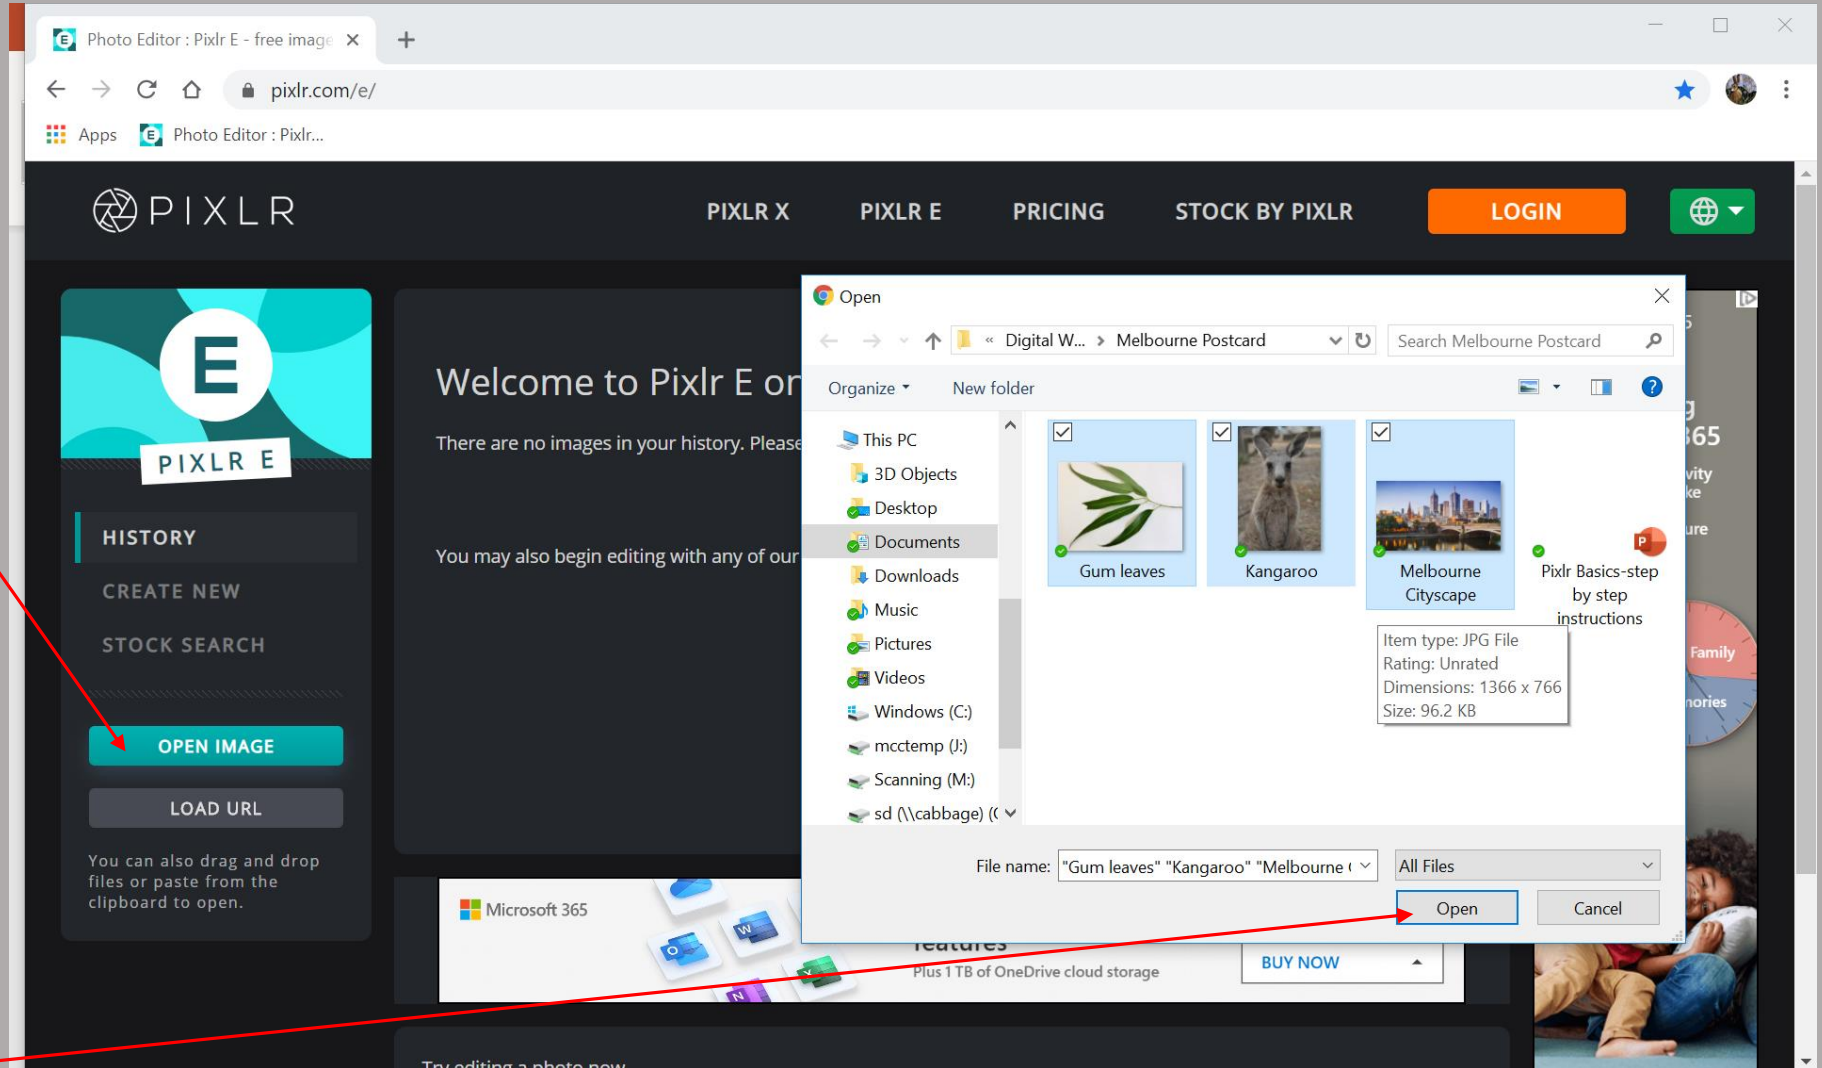 Photo Editor : Pixlr E - free image
pixlr.com/e/
Apps
Photo Editor : Pixlr...
PIXLR
PIXLR X
PIXLR E
PRICING
STOCK BY PIXLR
LOGIN
E
PIXLR E
HISTORY
CREATE NEW
STOCK SEARCH
OPEN IMAGE
LOAD URL
You can also drag and drop
files or paste from the
clipboard to open.
Welcome to Pixlr E or
There are no images in your history. Please
You may also begin editing with any of our
Open
« Digital W... > Melbourne Postcard
Search Melbourne Postcard
Organize
New folder
This PC
3D Objects
Desktop
Documents
Downloads
Music
Pictures
Videos
Windows (C:)
mcctemp (J:)
Scanning (M:)
sd (\\cabbage) (
Gum leaves
Kangaroo
Melbourne
Cityscape
Pixlr Basics-step
by step
instructions
Item type: JPG File
Rating: Unrated
Dimensions: 1366 x 766
Size: 96.2 KB
File name:
"Gum leaves" "Kangaroo" "Melbourne
All Files
Open
Cancel
365
Family
Microsoft 365
features
Plus 1 TB of OneDrive cloud storage
BUY NOW
Try editing a photo now